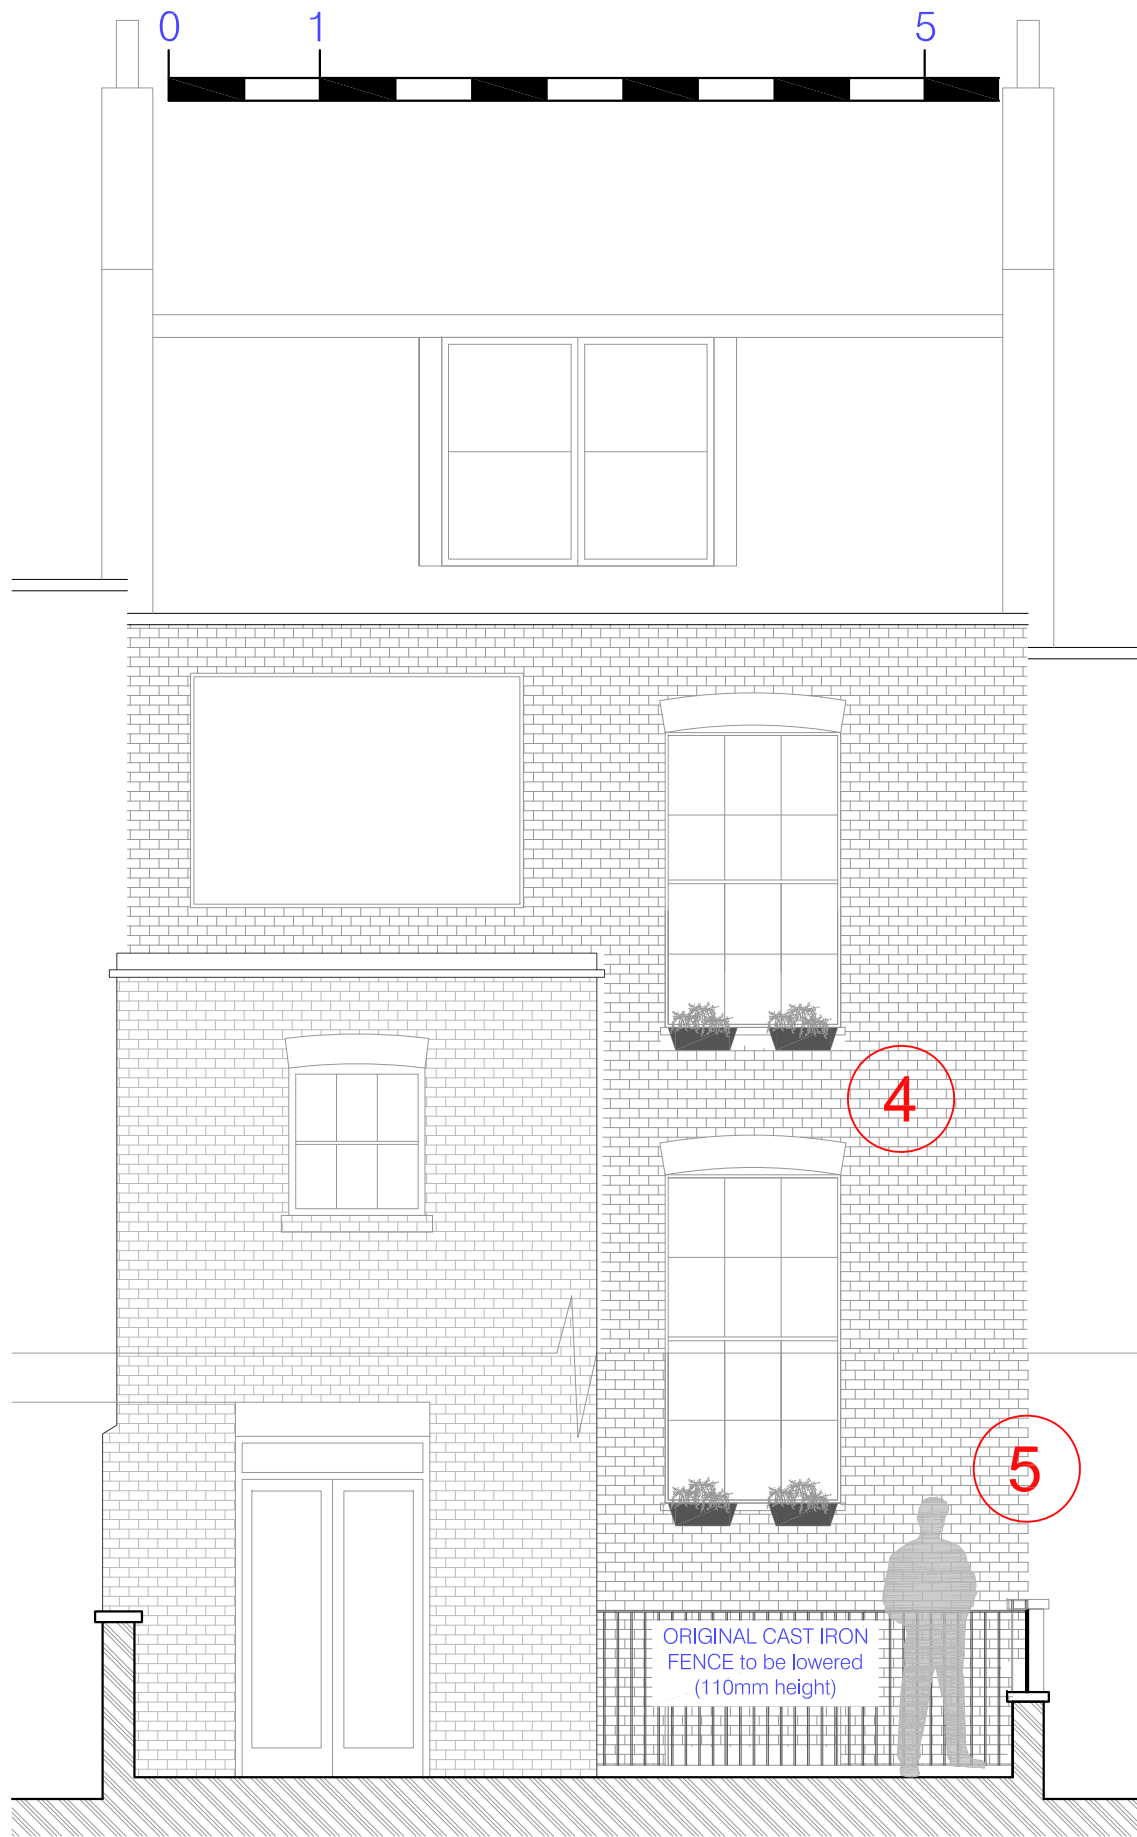 0 1 5
4
5
ORIGINAL CAST IRON
FENCE to be lowered
(110mm height)